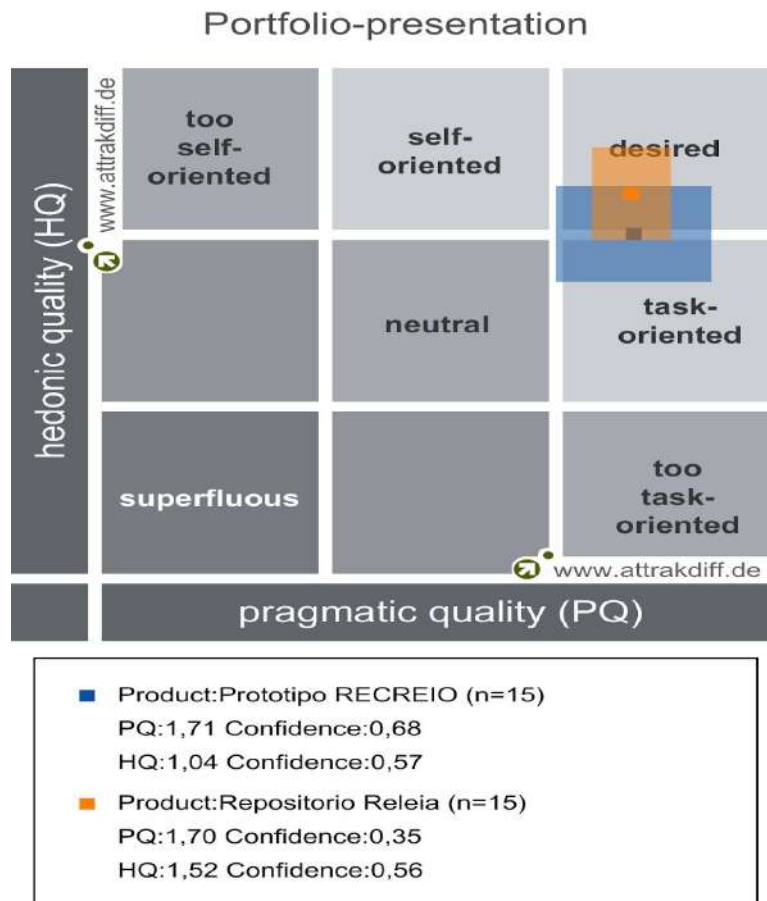 Portfolio-presentation
www.attrakdiff.de
hedonic quality (HQ)
too
self-
oriented
self-
oriented
desired
neutral
task-
oriented
superfluous
too
task-
oriented
www.attrakdiff.de
pragmatic quality (PQ)
Product:Prototipo RECREIO (n=15)
PQ:1,71 Confidence:0,68
HQ:1,04 Confidence:0,57
Product:Repositorio Releia (n=15)
PQ:1,70 Confidence:0,35
HQ:1,52 Confidence:0,56